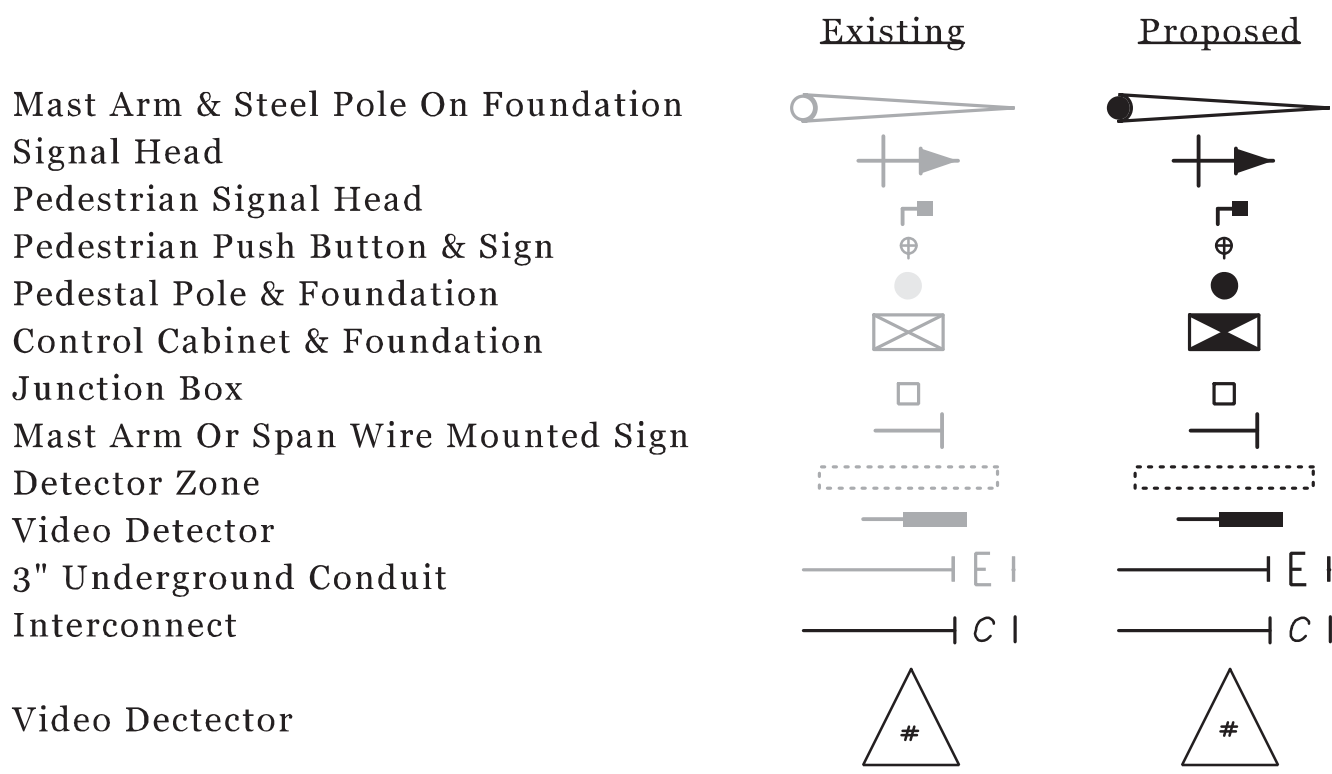 Existing Proposed
Mast Arm & Steel Pole On Foundation
Signal Head
Pedestrian Signal Head
Pedestrian Push Button & Sign
Pedestal Pole & Foundation
Control Cabinet & Foundation
Junction Box
Mast Arm Or Span Wire Mounted Sign
Detector Zone
Video Detector
3" Underground Conduit E E
Interconnect C C
Video Dectector # #